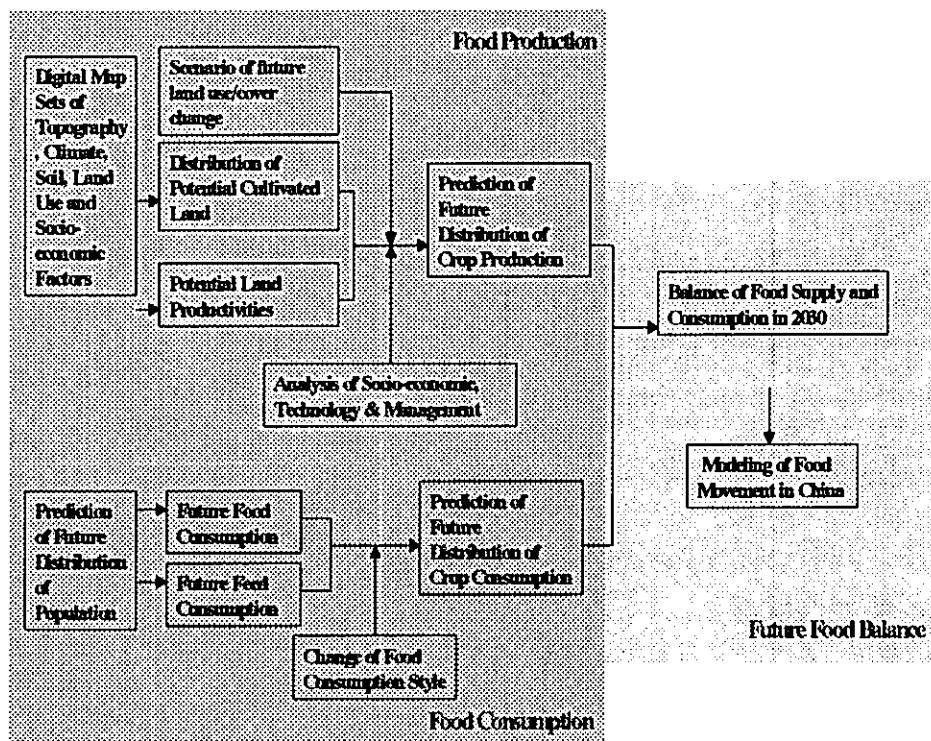 Food Production
Digital Map
Sets of
Topography
, Climate,
Soil, Land
Use and
Socio-
economic
Factors
Scenario of future
land use/cover
change
Distribution of
Potential Cultivated
Land
Potential Land
Productivities
Prediction of
Future
Distribution of
Crop Production
Analysis of Socio-economic,
Technology & Management
Balance of Food Supply and
Consumption in 2030
Modeling of Food
Movement in China
Prediction
of Future
Distribution
of
Population
Future Food
Consumption
Future Feed
Consumption
Prediction of
Future
Distribution of
Crop Consumption
Change of Food
Consumption Style
Future Food Balance
Food Consumption